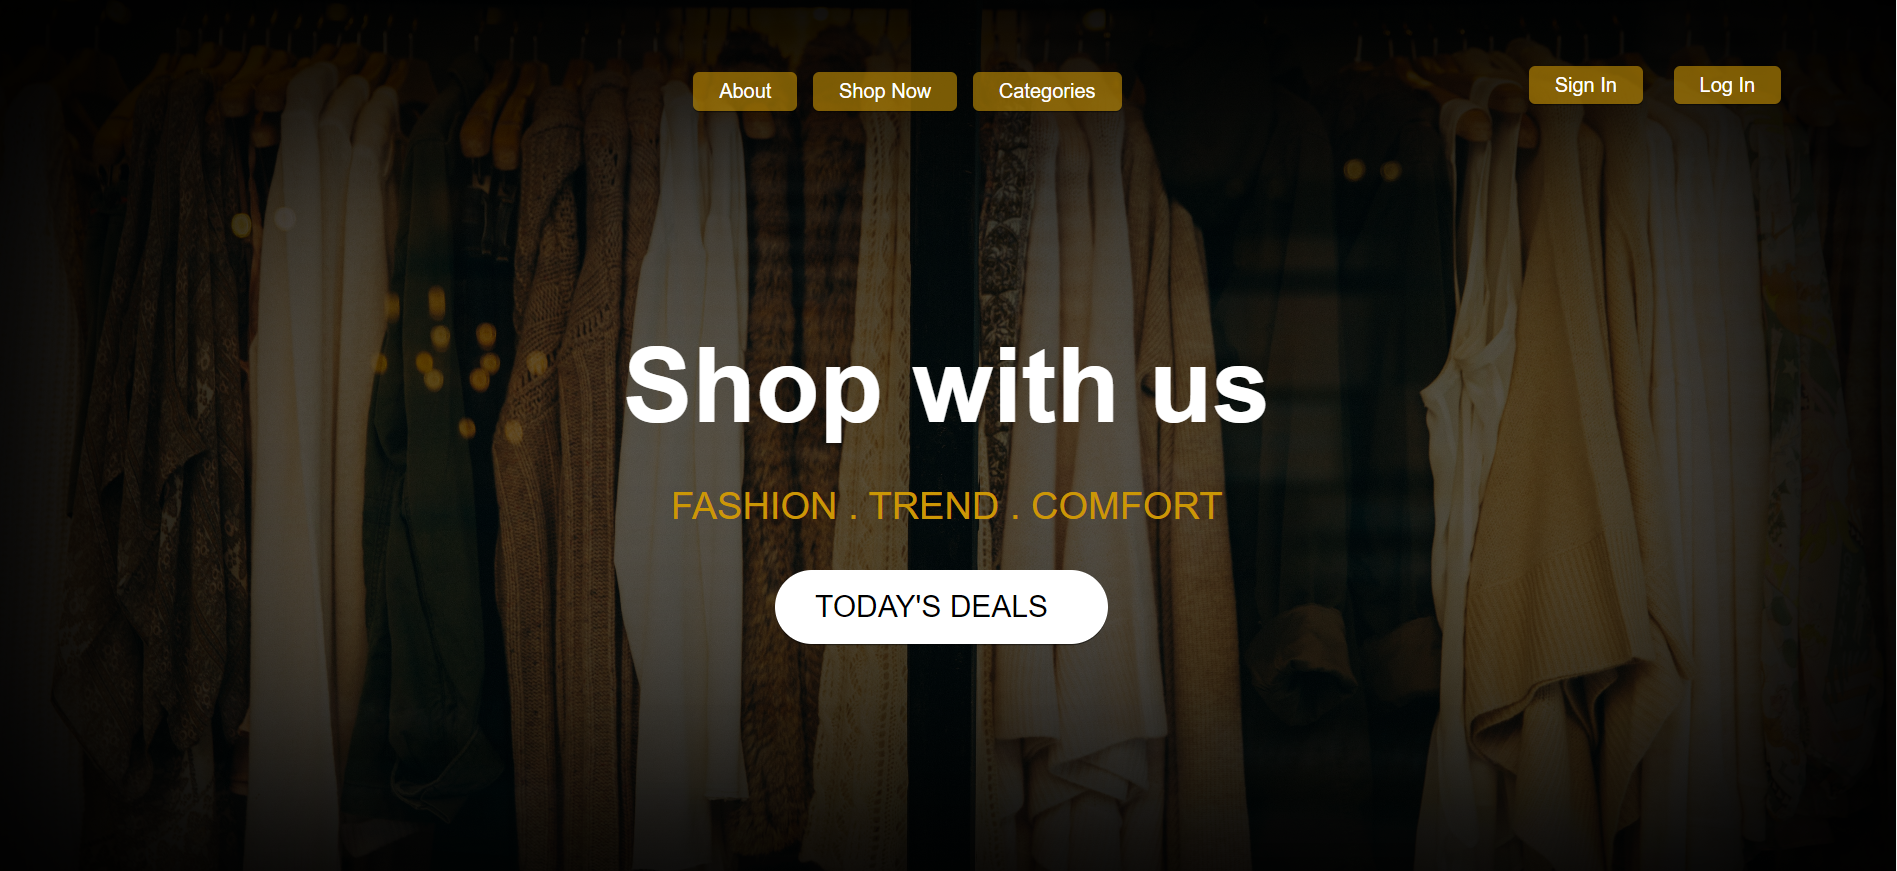 About Shop Now Categories Sign In Log In
Shop with us
FASHION . TREND . COMFORT
TODAY'S DEALS